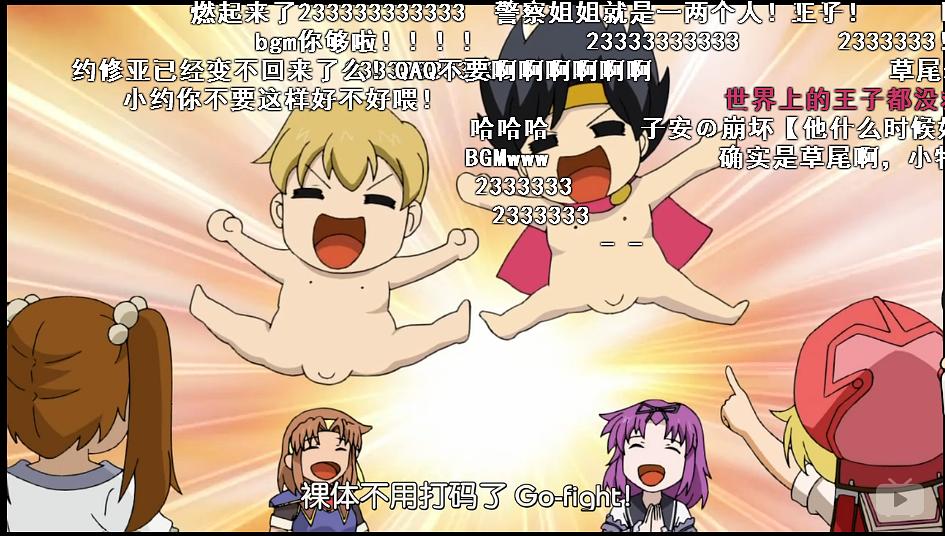 燃起来了233333333333 警察姐姐就是一两个人！王子！
bgm你够啦！！！！ 23333333333 2333333！
约修亚已经变不回来了么!! QAQ不要啊啊啊啊啊啊 草尾
小约你不要这样好不好喂！ 世界上的王子都没
哈哈哈 子安の崩坏【他什么时候
BGMwww 确实是草尾啊，小
2333333
2333333
— —
裸体不用打码了 Go-fight！